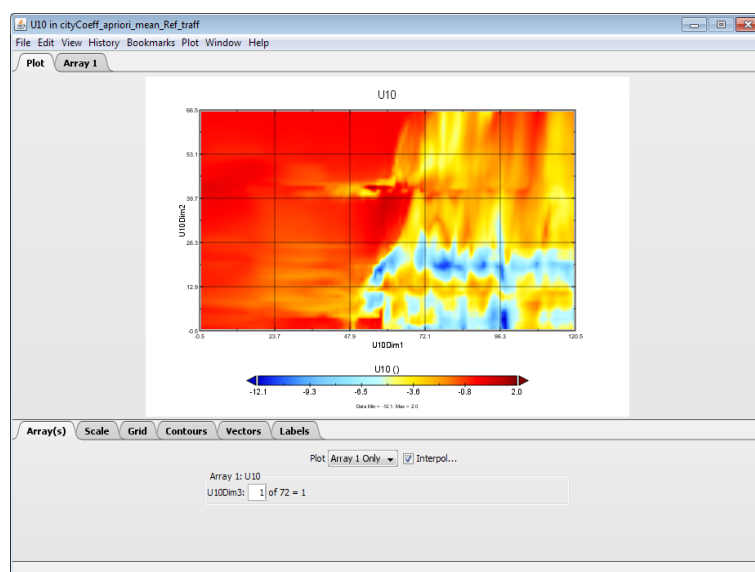 U10 in cityCoeff_apriori_mean_Ref_traff
File Edit View History Bookmarks Plot Window Help
Plot Array 1
U10
66.5
53.1
39.7
26.3
12.9
-0.5
U10Dim2
-0.5 23.7 47.9 72.1 96.3 120.5
U10Dim1
U10 ()
-12.1 -9.3 -6.5 -3.6 -0.8 2.0
Data Min = -12.1, Max = 2.0
Array(s) Scale Grid Contours Vectors Labels
Plot Array 1 Only Interpol...
Array 1: U10
U10Dim3: 1 of 72 = 1